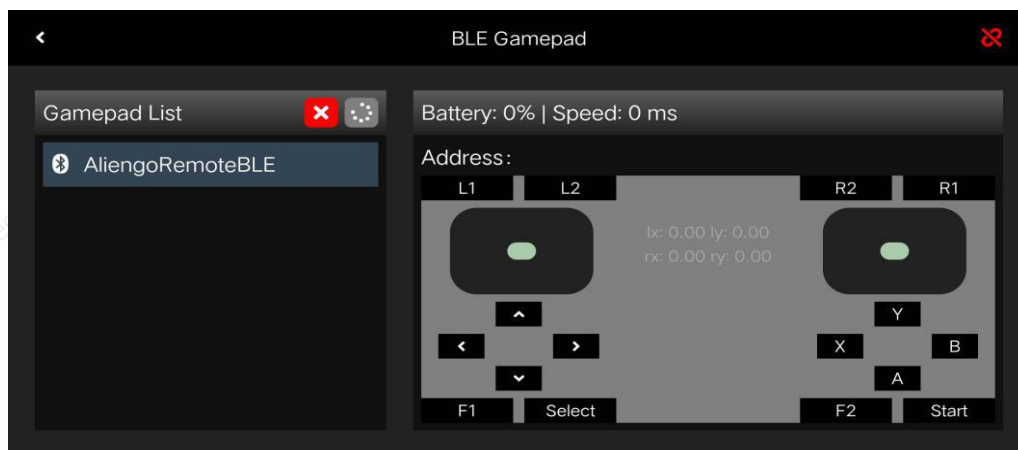 BLE Gamepad
Gamepad List
AliengoRemoteBLE
Battery: 0% | Speed: 0 ms
Address:
L1 L2 R2 R1
lx: 0.00 ly: 0.00
rx: 0.00 ry: 0.00
Y
X B
A
F1 Select F2 Start